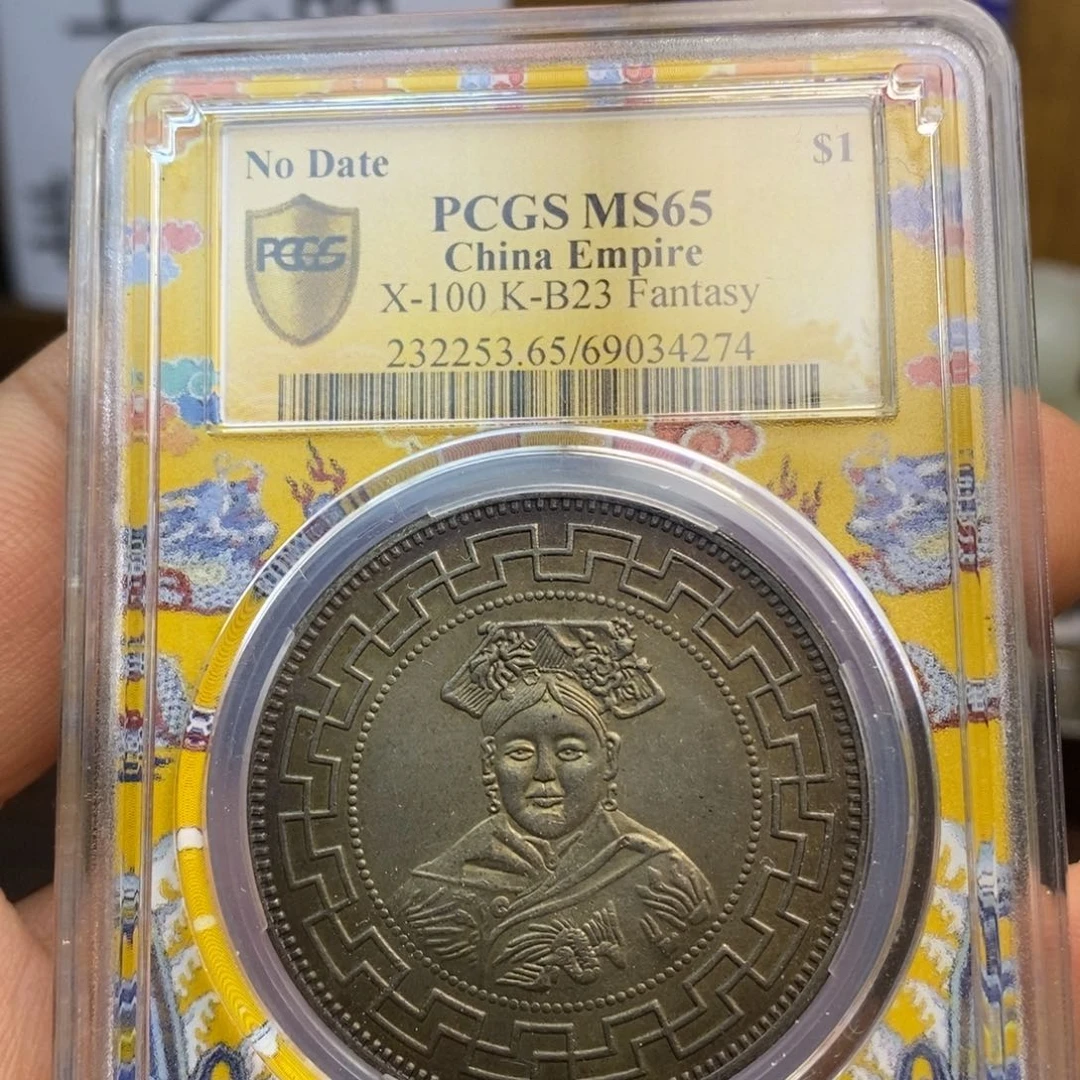 No Date $1
PCGS MS65
PCGS
China Empire
X-100 K-B23 Fantasy
232253.65/69034274